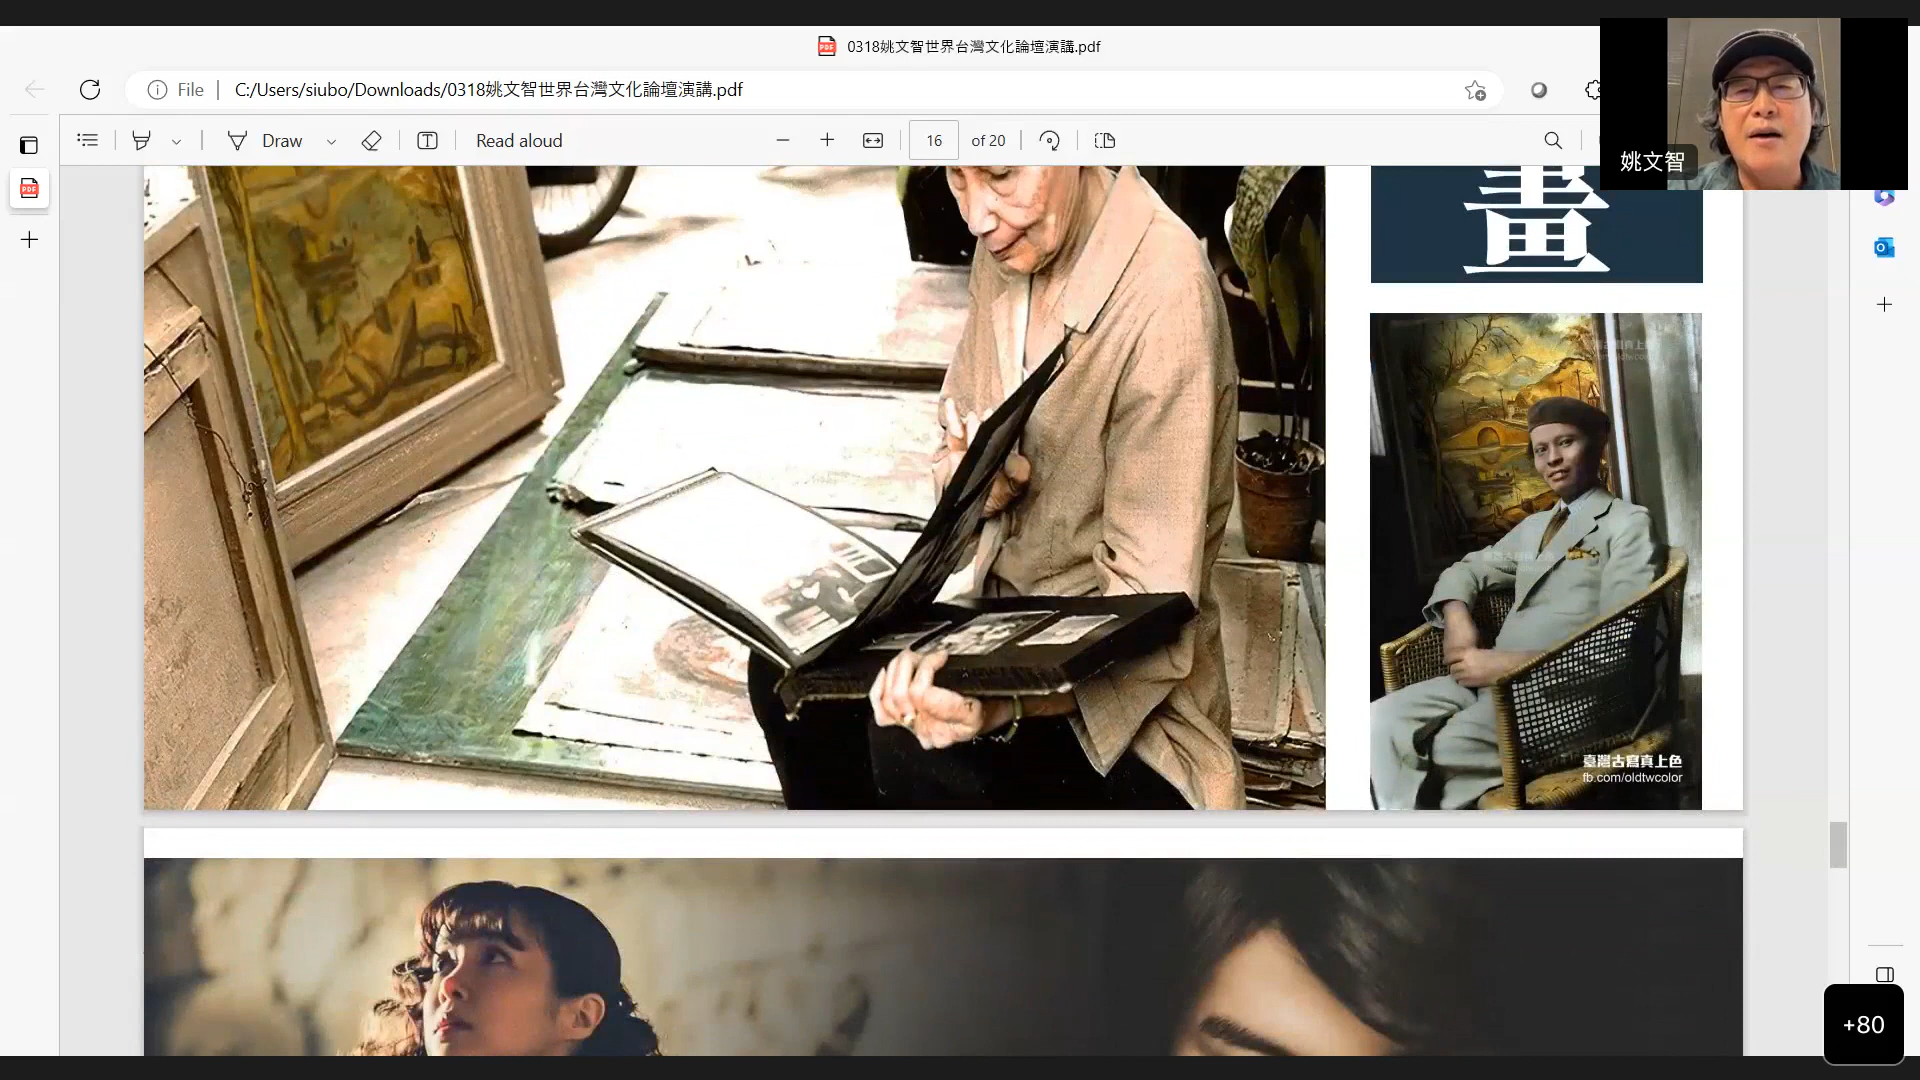 0318姚文智世界台灣文化論壇演講.pdf
File
C:/Users/siubo/Downloads/0318姚文智世界台灣文化論壇演講.pdf
Draw
Read aloud
16
of 20
姚文智
畫
臺灣古寫真上色
fb.com/oldtwcolor
+80